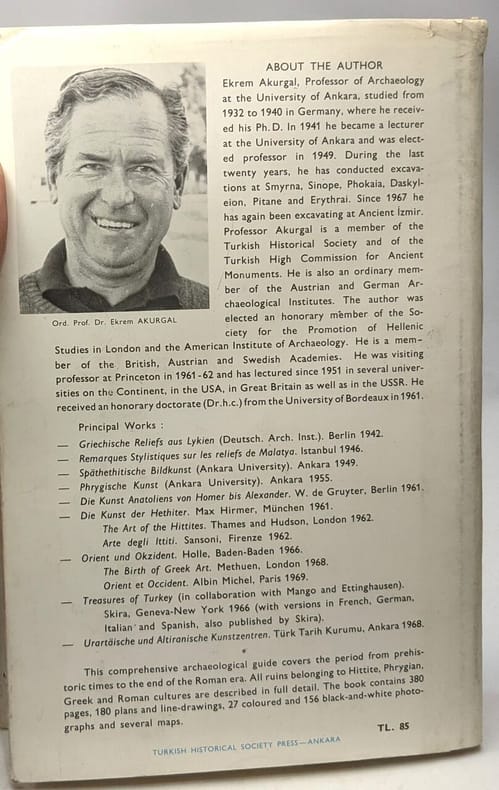 ABOUT THE AUTHOR
Ekrem Akurgal, Professor of Archaeology
at the University of Ankara, studied from
1932 to 1940 in Germany, where he receiv-
ed his Ph. D. In 1941 he became a lecturer
at the University of Ankara and was elect-
ed professor in 1949. During the last
twenty years, he has conducted excava-
tions at Smyrna, Sinope, Phokaia, Daskyl-
eion, Pitane and Erythrai. Since 1967 he
has again been excavating at Ancient İzmir.
Professor Akurgal is a member of the
Turkish Historical Society and of the
Turkish High Commission for Ancient
Monuments. He is also an ordinary mem-
ber of the Austrian and German Ar-
chaeological Institutes. The author was
elected an honorary member of the So-
ciety for the Promotion of Hellenic
Ord. Prof. Dr. Ekrem AKURGAL
Studies in London and the American Institute of Archaeology. He is a mem-
ber of the British, Austrian and Swedish Academies. He was visiting
professor at Princeton in 1961-62 and has lectured since 1951 in several univer-
sities on the Continent, in the USA, in Great Britain as well as in the USSR. He
received an honorary doctorate (Dr.h.c.) from the University of Bordeaux in 1961.
Principal Works :
— Griechische Reliefs aus Lykien (Deutsch. Arch. Inst.). Berlin 1942.
— Remarques Stylistiques sur les reliefs de Malatya. Istanbul 1946.
— Späthethitische Bildkunst (Ankara University). Ankara 1949.
— Phrygische Kunst (Ankara University). Ankara 1955.
— Die Kunst Anatoliens von Homer bis Alexander. W. de Gruyter, Berlin 1961.
— Die Kunst der Hethiter. Max Hirmer, München 1961.
The Art of the Hittites. Thames and Hudson, London 1962.
Arte degli Ittiti. Sansoni, Firenze 1962.
— Orient und Okzident. Holle, Baden-Baden 1966.
The Birth of Greek Art. Methuen, London 1968.
Orient et Occident. Albin Michel, Paris 1969.
— Treasures of Turkey (in collaboration with Mango and Ettinghausen).
Skira, Geneva-New York 1966 (with versions in French, German,
Italian and Spanish, also published by Skira).
— Urartäische und Altiranische Kunstzentren. Türk Tarih Kurumu, Ankara 1968.
This comprehensive archaeological guide covers the period from prehis-
toric times to the end of the Roman era. All ruins belonging to Hittite, Phrygian,
Greek and Roman cultures are described in full detail. The book contains 380
pages, 180 plans and line-drawings, 27 coloured and 156 black-and-white photo-
graphs and several maps.
TL. 85
TURKISH HISTORICAL SOCIETY PRESS—ANKARA